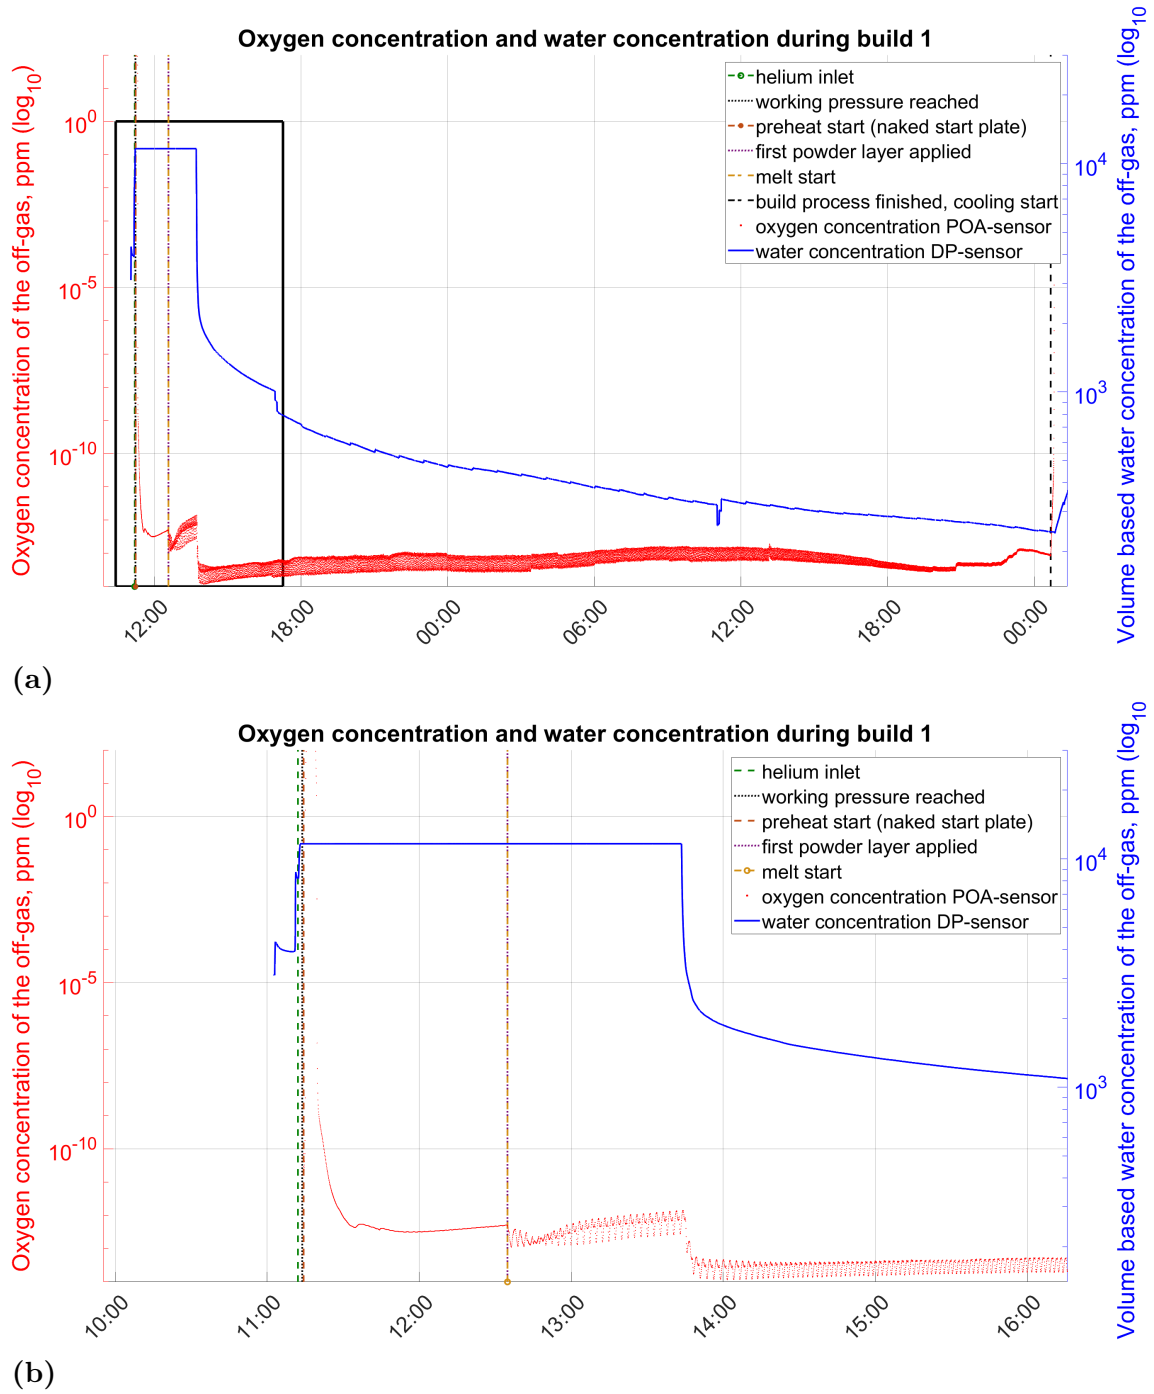 Oxygen concentration and water concentration during build 1
Oxygen concentration of the off-gas, ppm (log10)
Volume based water concentration of the off-gas, ppm (log10
10^0
10^-5
10^-10
10^4
10^3
helium inlet
working pressure reached
preheat start (naked start plate)
first powder layer applied
melt start
build process finished, cooling start
oxygen concentration POA-sensor
water concentration DP-sensor
12:00
18:00
00:00
06:00
12:00
18:00
00:00
(a)
Oxygen concentration and water concentration during build 1
Oxygen concentration of the off-gas, ppm (log10)
Volume based water concentration of the off-gas, ppm (log10
10^0
10^-5
10^-10
10^4
10^3
helium inlet
working pressure reached
preheat start (naked start plate)
first powder layer applied
melt start
oxygen concentration POA-sensor
water concentration DP-sensor
10:00
11:00
12:00
13:00
14:00
15:00
16:00
(b)